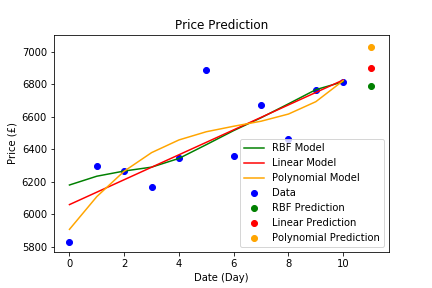 Price Prediction
Price (£)
7000
6800
6600
6400
6200
6000
5800
RBF Model
Linear Model
Polynomial Model
Data
RBF Prediction
Linear Prediction
Polynomial Prediction
0 2 4 6 8 10
Date (Day)